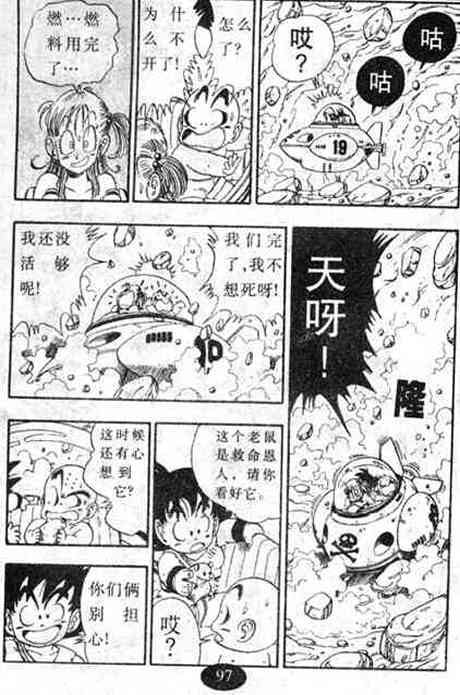 咕
咕
哎?
19
怎么
了?
为 什
么 不
开了!
燃…燃
料用完
了…
天呀!
隆
我们完
了,我不
想死呀!
我还没
活 够
呢!
这个老鼠
是救命恩
人,请你
看好它。
哎?
这时候
还有心
想 到
它?
你们俩
别 担
心!
97